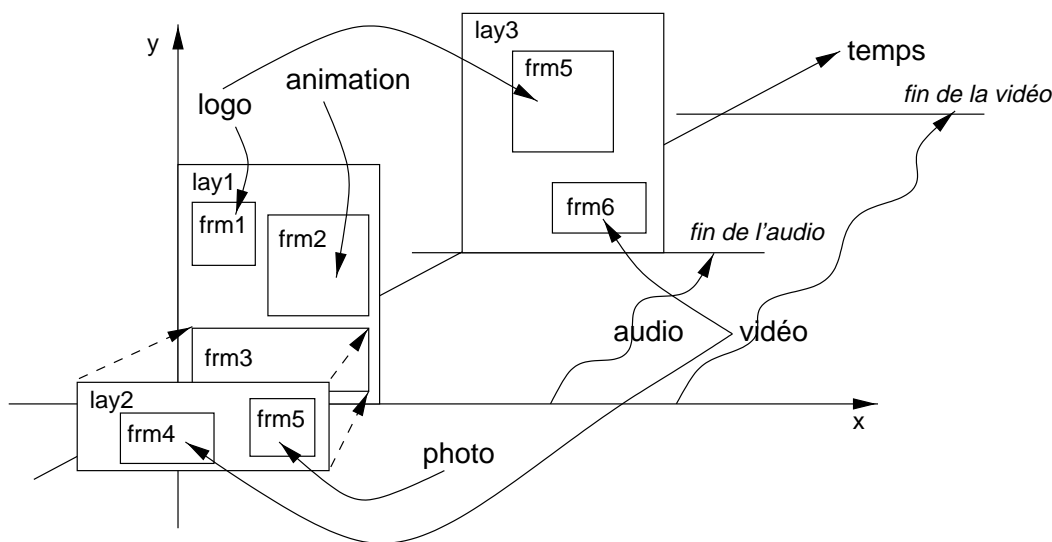 y
lay3
temps
frm5
animation
logo
fin de la vidéo
lay1
frm1
frm2
frm6
fin de l'audio
audio
vidéo
frm3
lay2
frm4
frm5
x
photo